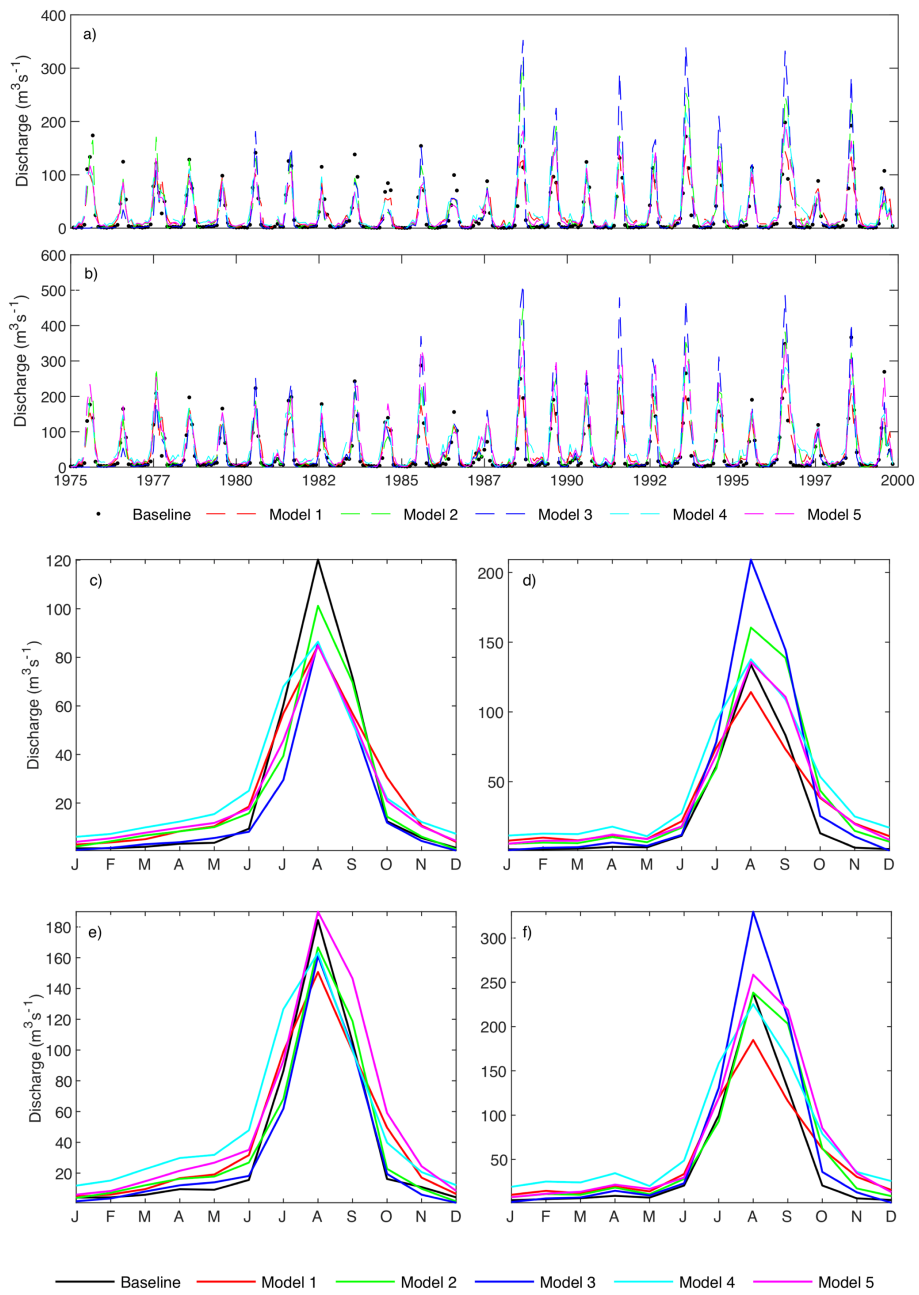 400
300
200
100
0
Discharge (m³s⁻¹)
a)
600
500
400
300
200
100
0
Discharge (m³s⁻¹)
b)
1975 1977 1980 1982 1985 1987 1990 1992 1995 1997 2000
Baseline Model 1 Model 2 Model 3 Model 4 Model 5
120
100
80
60
40
20
Discharge (m³s⁻¹)
c)
J F M A M J J A S O N D
200
150
100
50
d)
J F M A M J J A S O N D
180
160
140
120
100
80
60
40
20
Discharge (m³s⁻¹)
e)
J F M A M J J A S O N D
300
250
200
150
100
50
f)
J F M A M J J A S O N D
Baseline Model 1 Model 2 Model 3 Model 4 Model 5